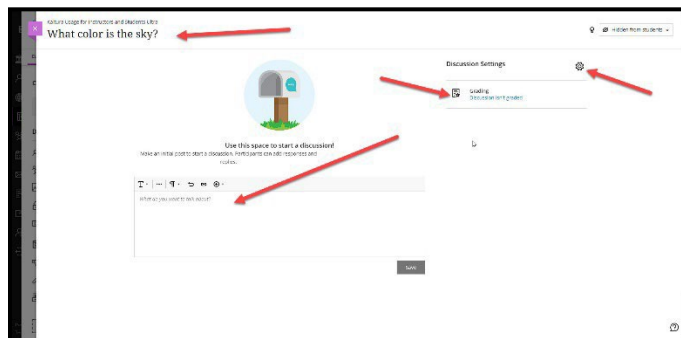 Kaltura Usage for Instructors and Students Ultra
What color is the sky?
Hidden from students
Discussion Settings
Grading
Discussion isn't graded
Use this space to start a discussion!
Make an initial post to start a discussion. Participants can add responses and
replies.
What do you want to talk about?
Save